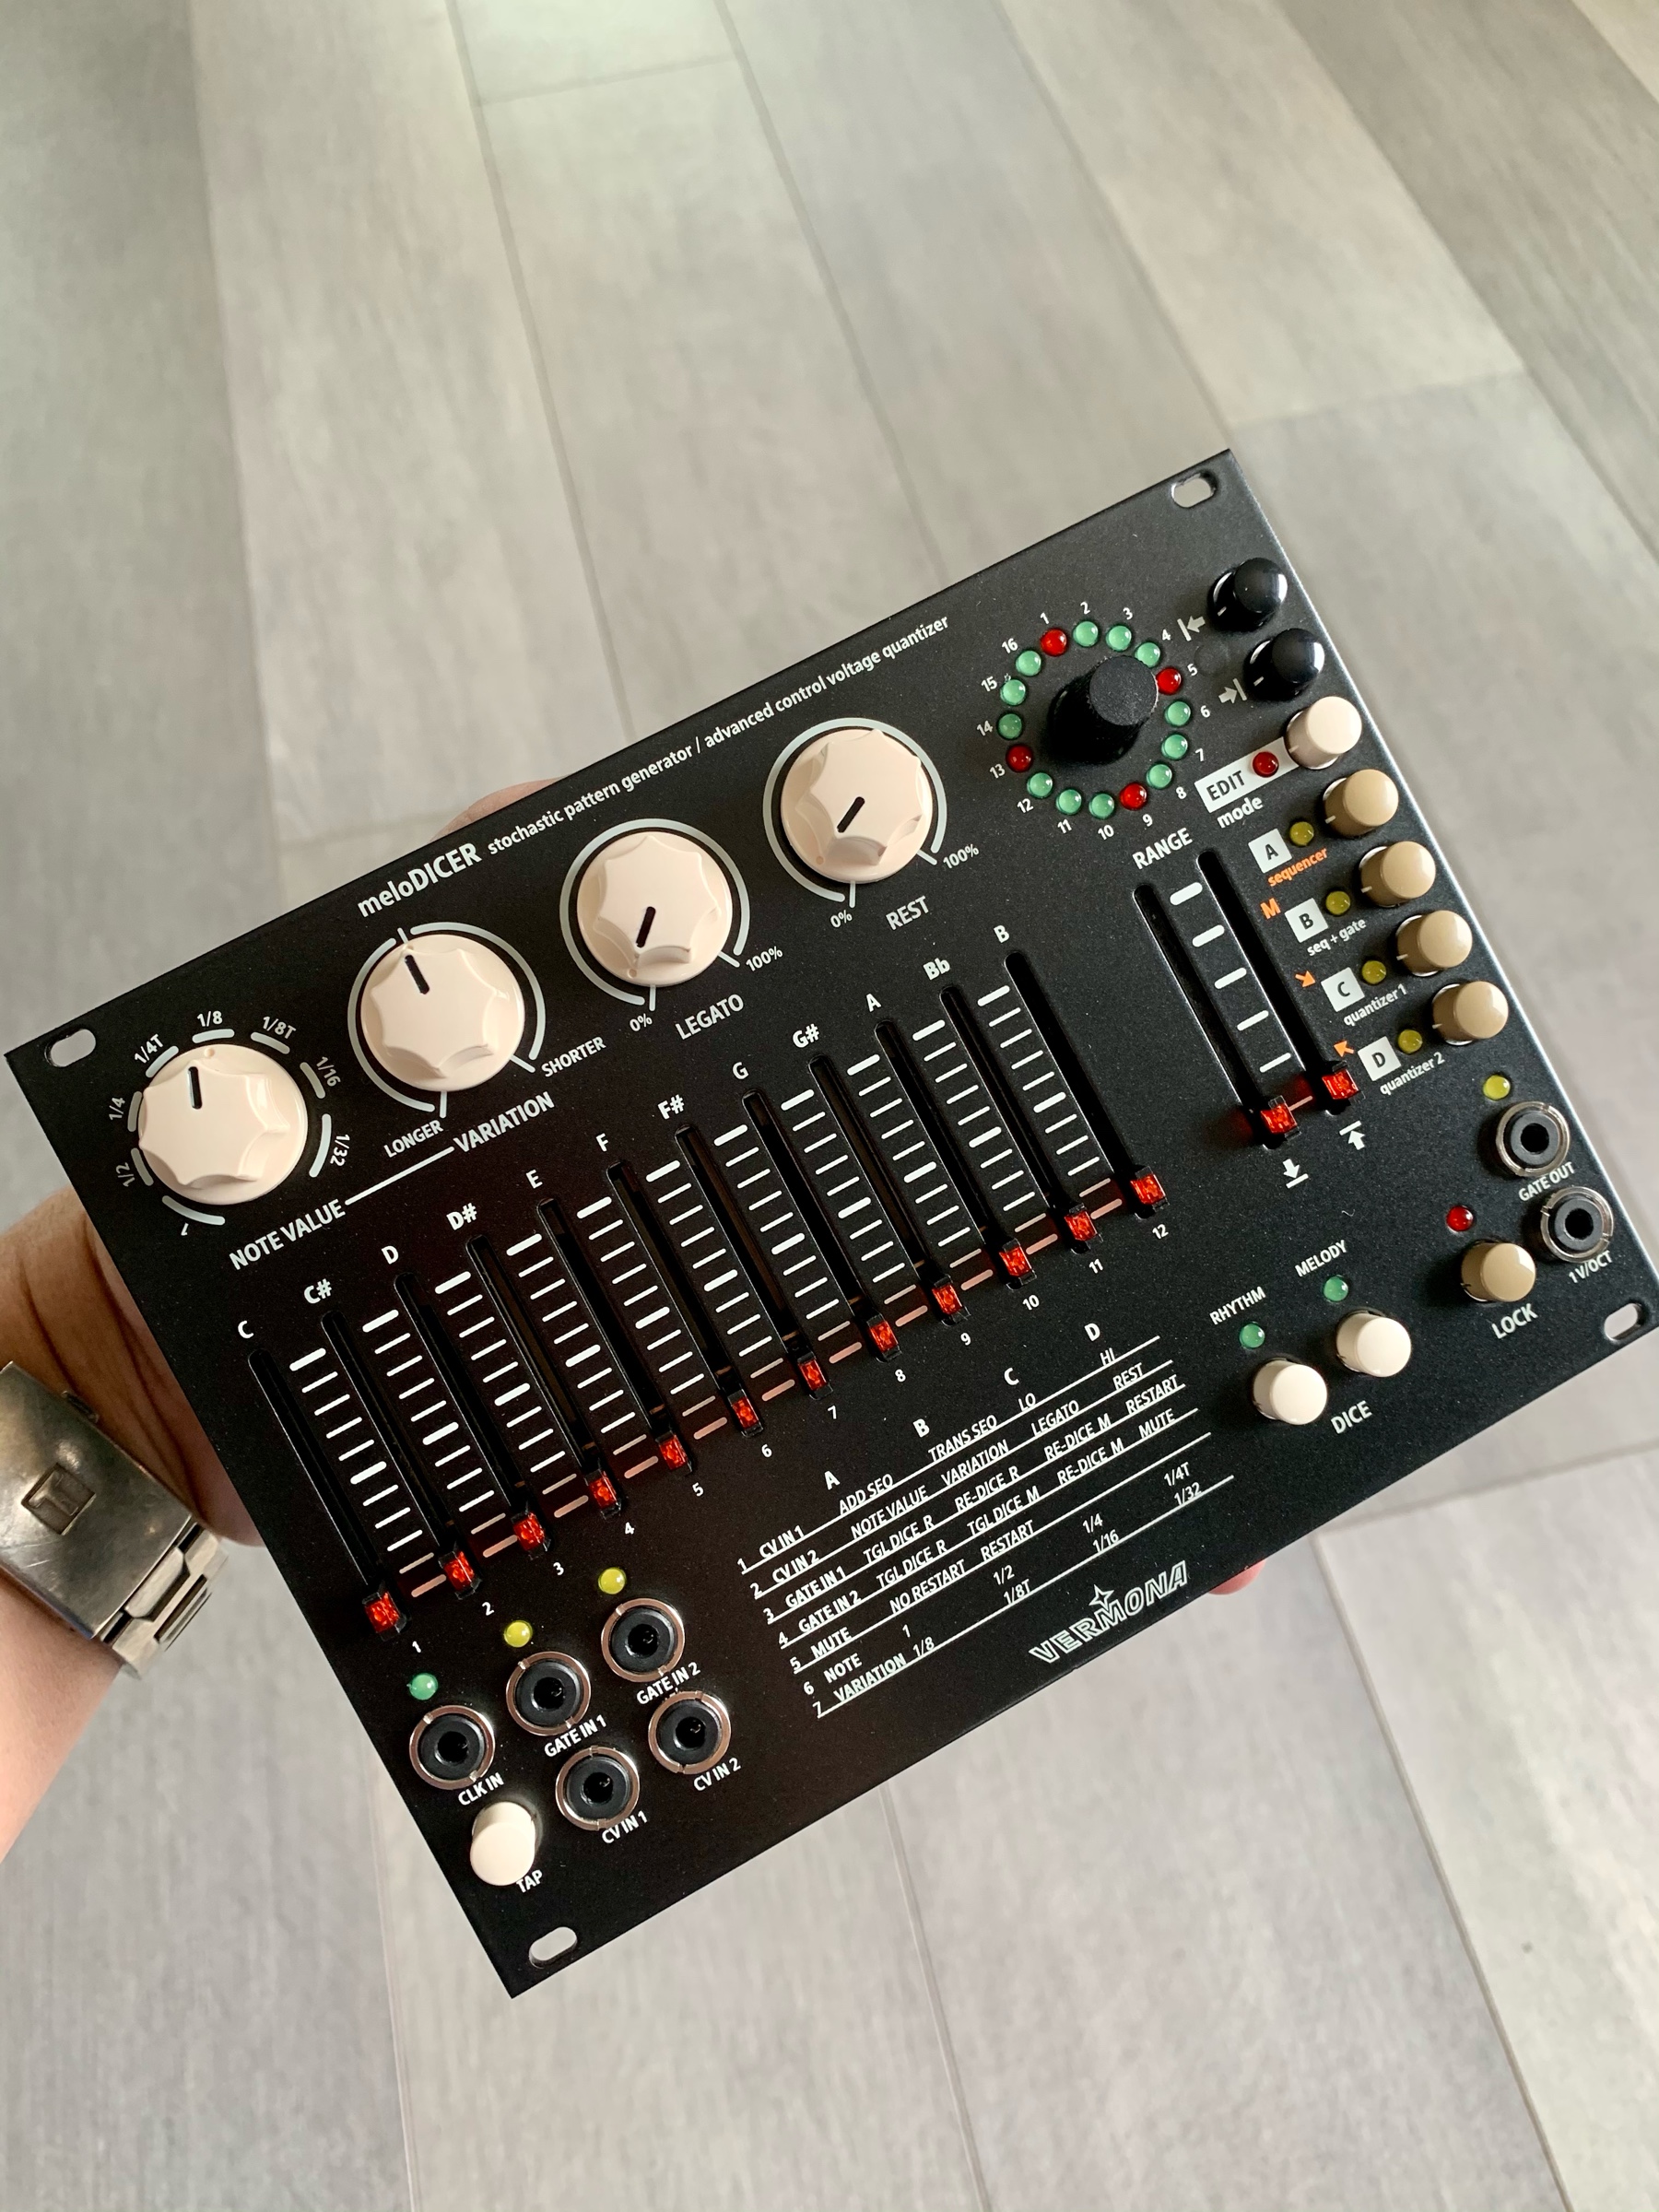 meloDICER stochastic pattern generator / advanced control voltage quantizer
1 1/2 1/4 1/4T 1/8 1/8T 1/16 1/32
NOTE VALUE
LONGER SHORTER
VARIATION
0% 100%
LEGATO
0% 100%
REST
1 2 3 4 5 6 7 8 9 10 11 12 13 14 15 16
EDIT
mode
A
sequencer
M
B
seq + gate
C
quantizer 1
D
quantizer 2
RANGE
C C# D D# E F F# G G# A Bb B
1 2 3 4 5 6 7 8 9 10 11 12
GATE OUT
1V/OCT
LOCK
RHYTHM MELODY
DICE
A B C D
1 CV IN 1 ADD SEQ TRANS SEQ LO HI
2 CV IN 2 NOTE VALUE VARIATION LEGATO REST
3 GATE IN 1 TGL DICE R RE-DICE R RE-DICE M RESTART
4 GATE IN 2 TGL DICE R TGL DICE M RE-DICE M MUTE
5 MUTE NO RESTART RESTART
6 NOTE 1 1/2 1/4 1/4T
7 VARIATION 1/8 1/8T 1/16 1/32
CLK IN
GATE IN 1
GATE IN 2
TAP
CV IN 1
CV IN 2
VERMONA
T